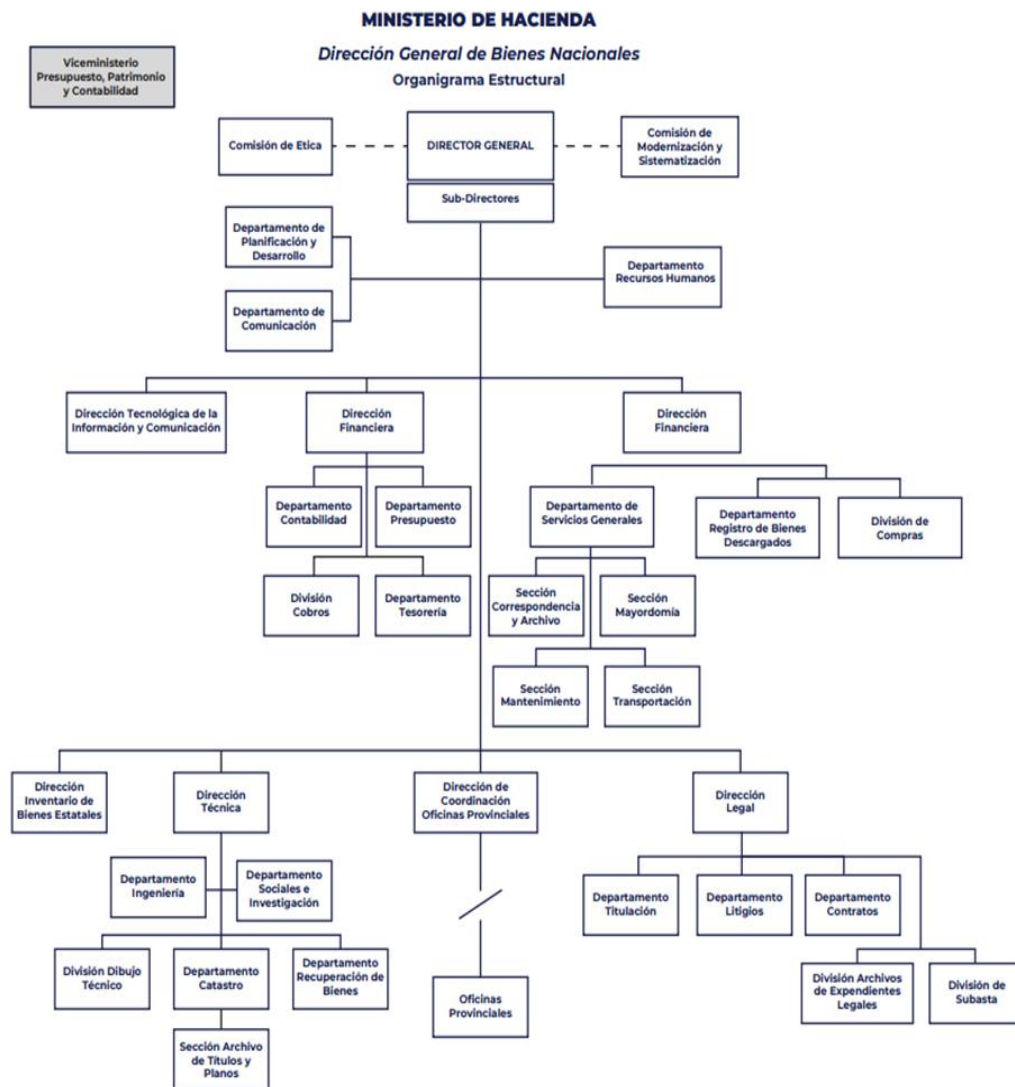 MINISTERIO DE HACIENDA
Dirección General de Bienes Nacionales
Organigrama Estructural
Viceministerio
Presupuesto, Patrimonio
y Contabilidad
Comisión de Etica
DIRECTOR GENERAL
Comisión de
Modernización y
Sistematización
Sub-Directores
Departamento de
Planificación y
Desarrollo
Departamento
Recursos Humanos
Departamento de
Comunicación
Dirección Tecnológica de la
Información y Comunicación
Dirección
Financiera
Dirección
Financiera
Departamento
Contabilidad
Departamento
Presupuesto
Departamento de
Servicios Generales
Departamento
Registro de Bienes
Descargados
División de
Compras
División
Cobros
Departamento
Tesorería
Sección
Correspondencia
y Archivo
Sección
Mayordomía
Sección
Mantenimiento
Sección
Transportación
Dirección
Inventario de
Bienes Estatales
Dirección
Técnica
Dirección de
Coordinación
Oficinas Provinciales
Dirección
Legal
Departamento
Ingeniería
Departamento
Sociales e
Investigación
Departamento
Titulación
Departamento
Litigios
Departamento
Contratos
División Dibujo
Técnico
Departamento
Catastro
Departamento
Recuperación de
Bienes
Oficinas
Provinciales
División Archivos
de Expendientes
Legales
División de
Subasta
Sección Archivo
de Títulos y
Planos